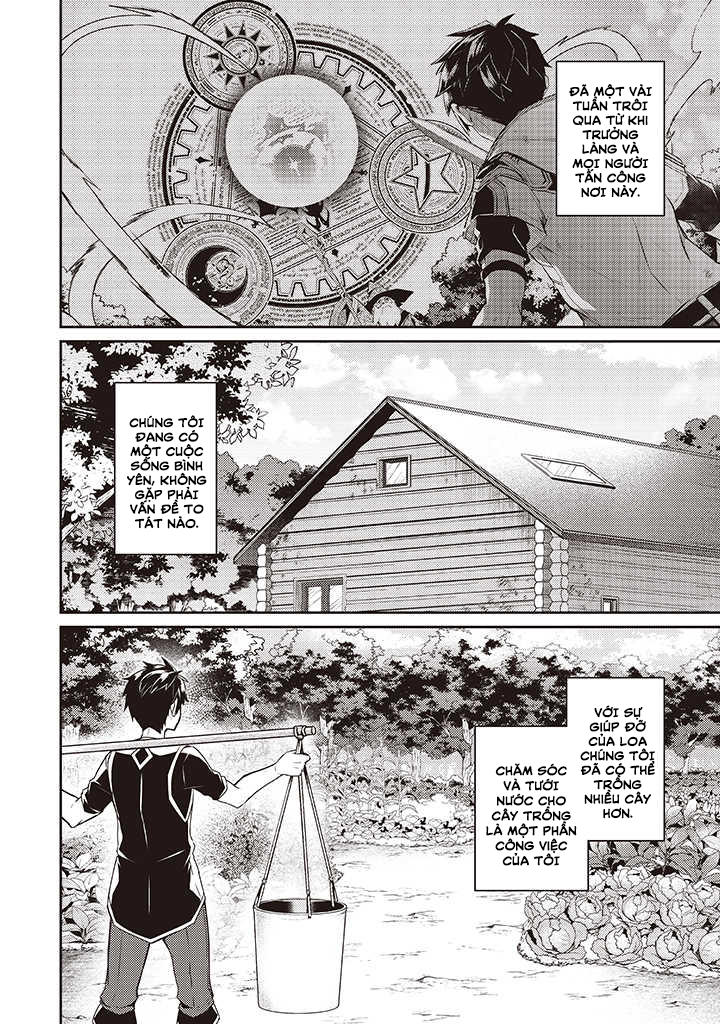 ĐÃ MỘT VÀI
TUẦN TRÔI
QUA TỪ KHI
TRƯỞNG
LÀNG VÀ
MỌI NGƯỜI
TẤN CÔNG
NƠI NÀY.
CHÚNG TÔI
ĐANG CÓ
MỘT CUỘC
SỐNG BÌNH
YÊN, KHÔNG
GẶP PHẢI
VẤN ĐỀ TO
TÁT NÀO.
VỚI SỰ
GIÚP ĐỠ
CỦA LOA
CHÚNG TÔI
ĐÃ CÓ THỂ
TRỒNG
NHIỀU CÂY
HƠN.
CHĂM SÓC
VÀ TƯỚI
NƯỚC CHO
CÂY TRỒNG
LÀ MỘT PHẦN
CÔNG VIỆC
CỦA TÔI